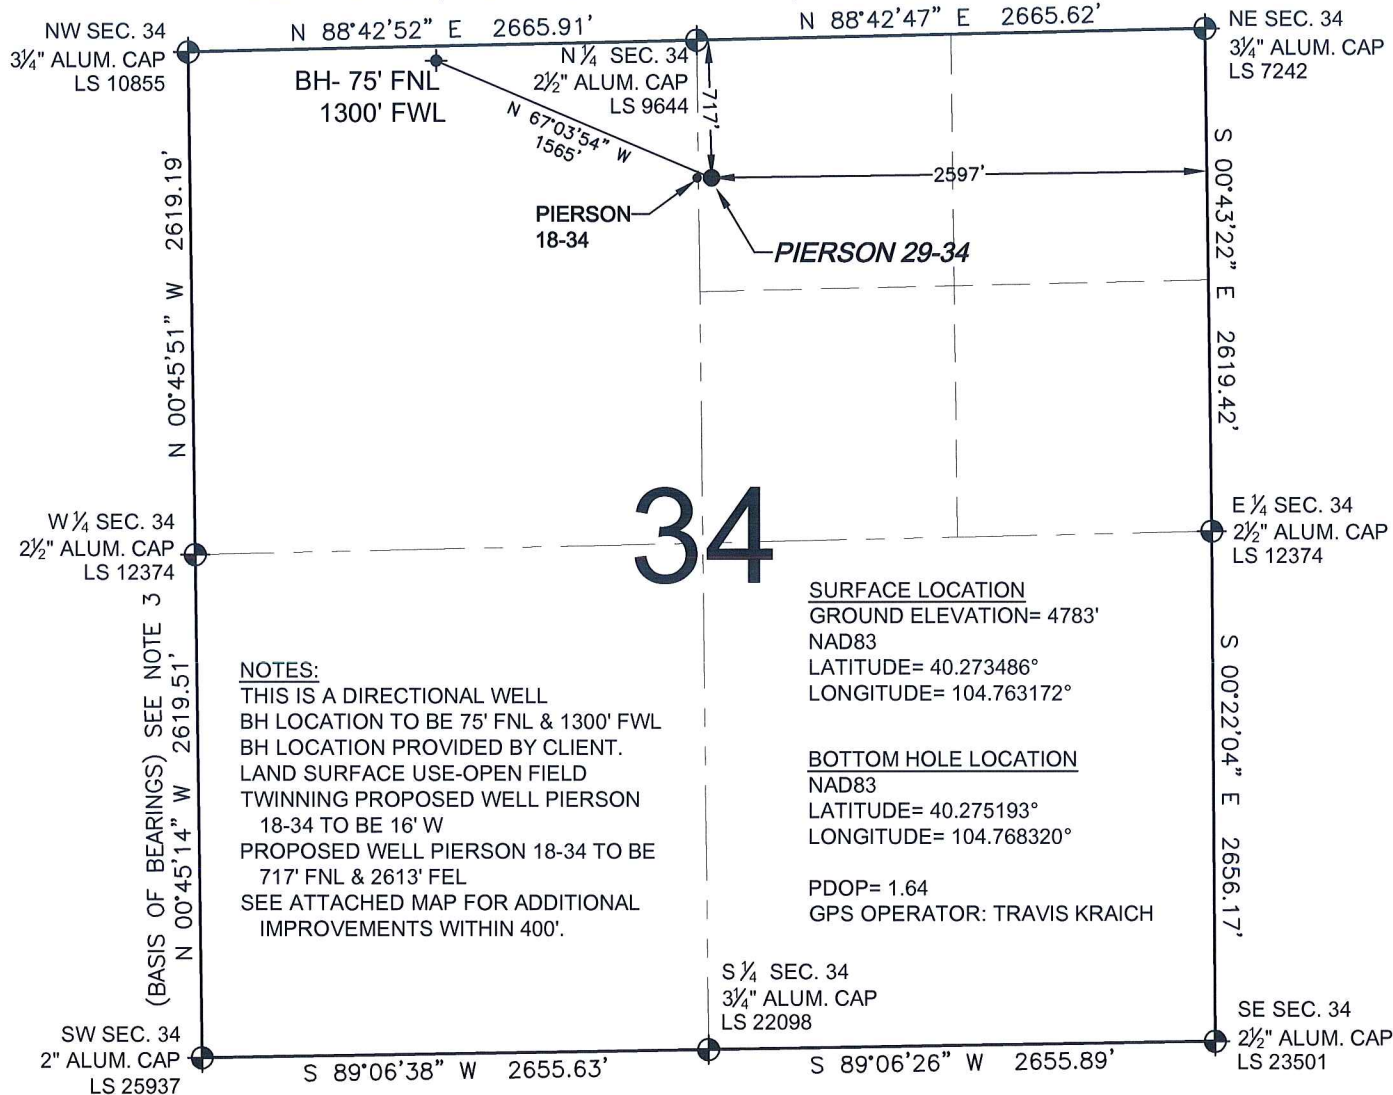 N 88°42'52" E 2665.91'
N 88°42'47" E 2665.62'
NW SEC. 34
3¼" ALUM. CAP
LS 10855
N ¼ SEC. 34
2½" ALUM. CAP
LS 9644
NE SEC. 34
3¼" ALUM. CAP
LS 7242
BH- 75' FNL
1300' FWL
N 67°03'54" W
1565'
717'
2597'
PIERSON
18-34
PIERSON 29-34
N 00°45'51" W 2619.19'
S 00°43'22" E 2619.42'
W ¼ SEC. 34
2½" ALUM. CAP
LS 12374
34
E ¼ SEC. 34
2½" ALUM. CAP
LS 12374
(BASIS OF BEARINGS) SEE NOTE 3
N 00°45'14" W 2619.51'
NOTES:
THIS IS A DIRECTIONAL WELL
BH LOCATION TO BE 75' FNL & 1300' FWL
BH LOCATION PROVIDED BY CLIENT.
LAND SURFACE USE-OPEN FIELD
TWINNING PROPOSED WELL PIERSON
18-34 TO BE 16' W
PROPOSED WELL PIERSON 18-34 TO BE
717' FNL & 2613' FEL
SEE ATTACHED MAP FOR ADDITIONAL
IMPROVEMENTS WITHIN 400'.
SURFACE LOCATION
GROUND ELEVATION= 4783'
NAD83
LATITUDE= 40.273486°
LONGITUDE= 104.763172°
BOTTOM HOLE LOCATION
NAD83
LATITUDE= 40.275193°
LONGITUDE= 104.768320°
PDOP= 1.64
GPS OPERATOR: TRAVIS KRAICH
S 00°22'04" E 2656.17'
SW SEC. 34
2" ALUM. CAP
LS 25937
S ¼ SEC. 34
3¼" ALUM. CAP
LS 22098
SE SEC. 34
2½" ALUM. CAP
LS 23501
S 89°06'38" W 2655.63'
S 89°06'26" W 2655.89'